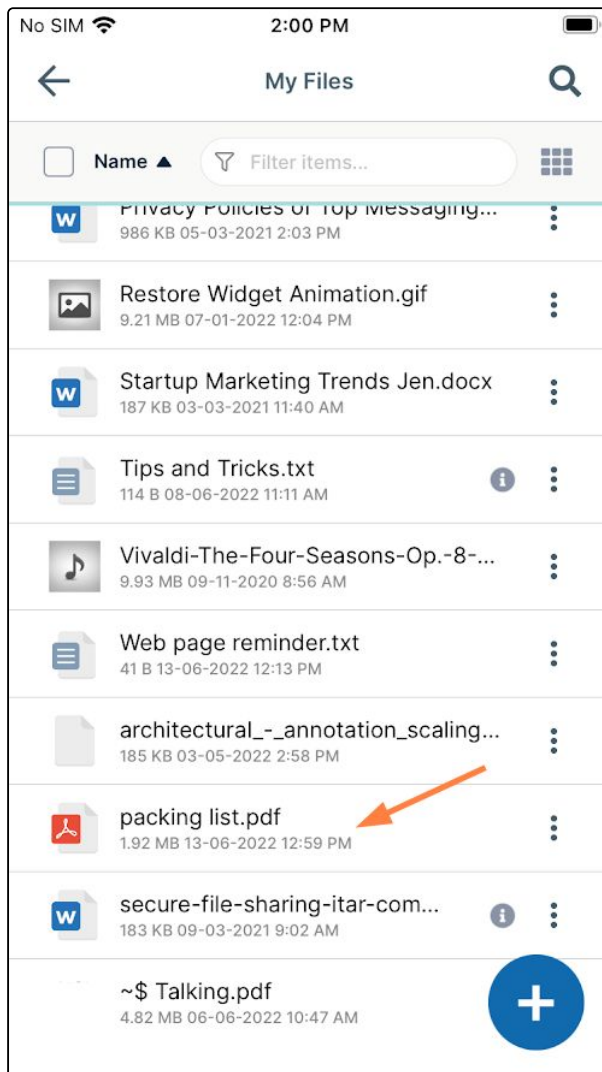 No SIM 2:00 PM
My Files
Name ▲ Filter items...
W Privacy Policies of Top Messaging...
986 KB 05-03-2021 2:03 PM
Restore Widget Animation.gif
9.21 MB 07-01-2022 12:04 PM
W Startup Marketing Trends Jen.docx
187 KB 03-03-2021 11:40 AM
Tips and Tricks.txt
114 B 08-06-2022 11:11 AM
Vivaldi-The-Four-Seasons-Op.-8-...
9.93 MB 09-11-2020 8:56 AM
Web page reminder.txt
41 B 13-06-2022 12:13 PM
architectural_-_annotation_scaling...
185 KB 03-05-2022 2:58 PM
packing list.pdf
1.92 MB 13-06-2022 12:59 PM
W secure-file-sharing-itar-com...
183 KB 09-03-2021 9:02 AM
~$ Talking.pdf
4.82 MB 06-06-2022 10:47 AM